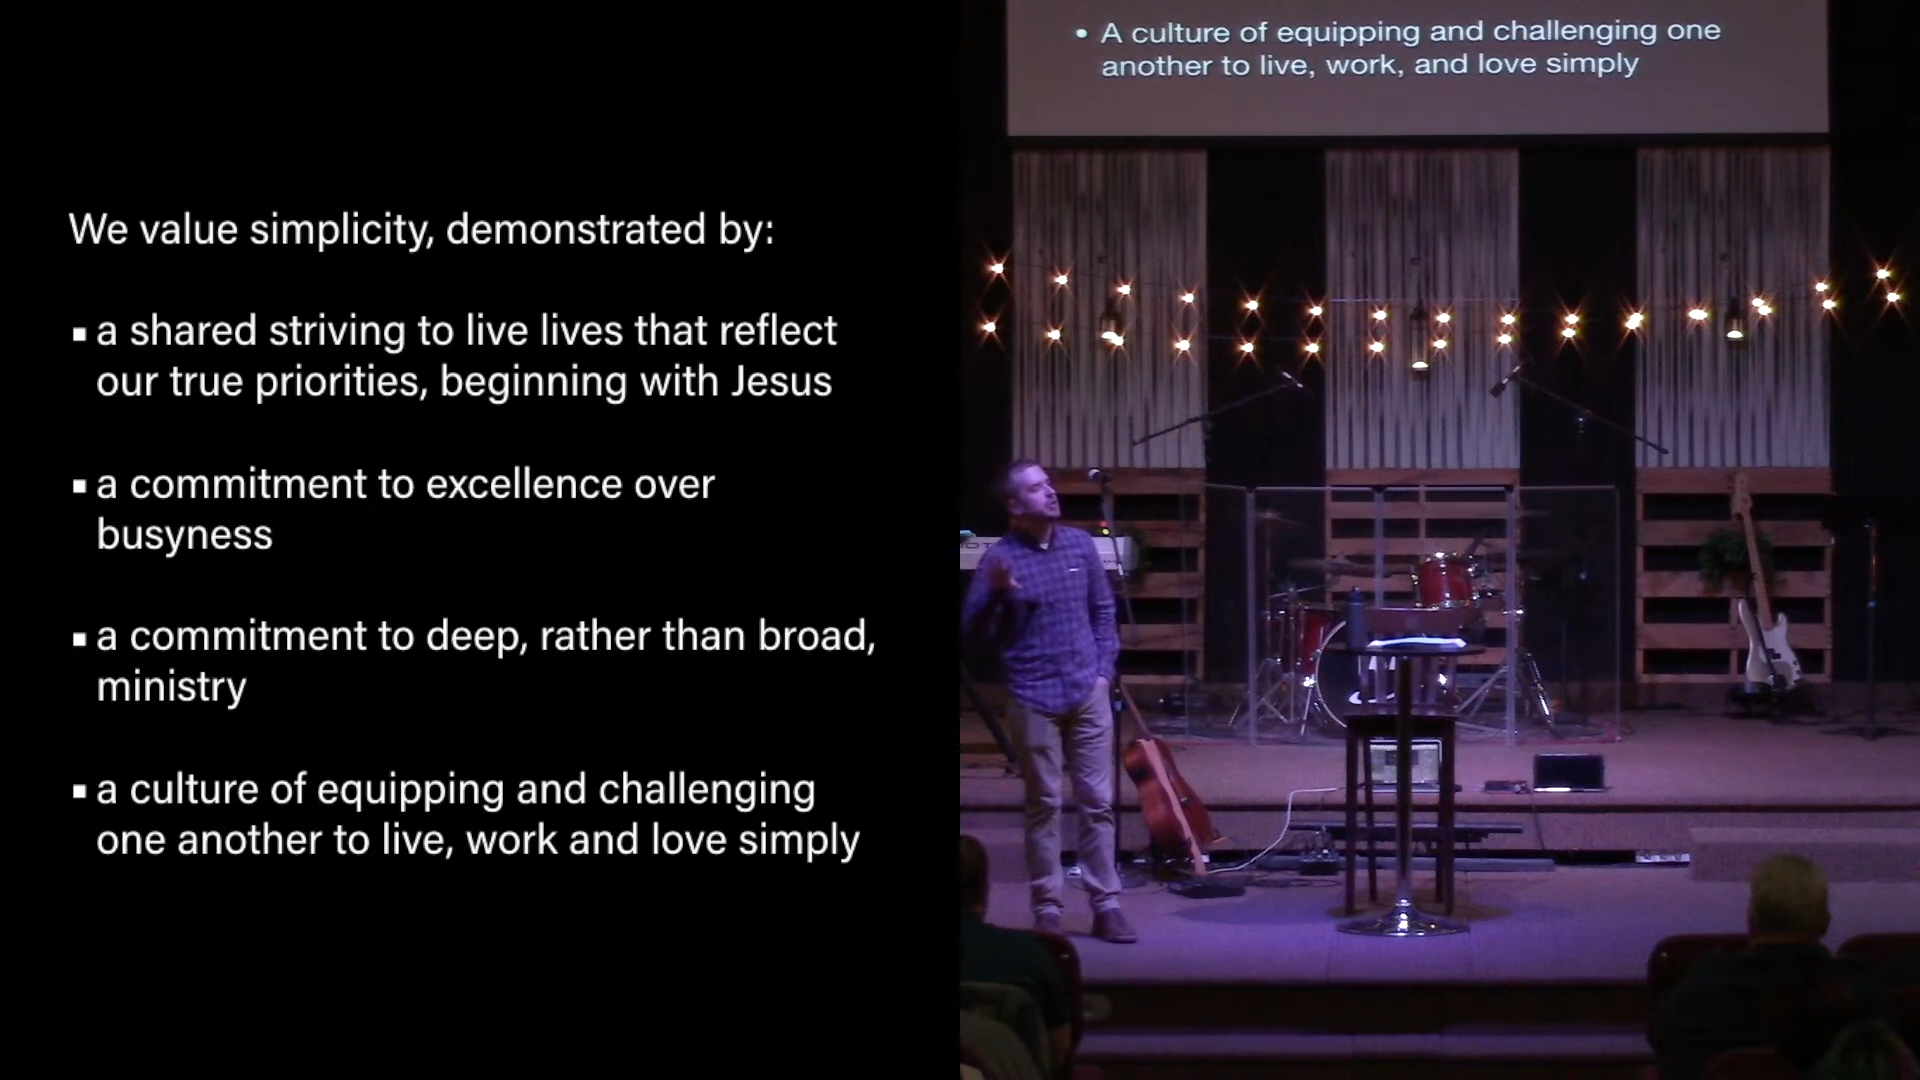 We value simplicity, demonstrated by:
▪ a shared striving to live lives that reflect
our true priorities, beginning with Jesus
▪ a commitment to excellence over
busyness
▪ a commitment to deep, rather than broad,
ministry
▪ a culture of equipping and challenging
one another to live, work and love simply
• A culture of equipping and challenging one
another to live, work, and love simply